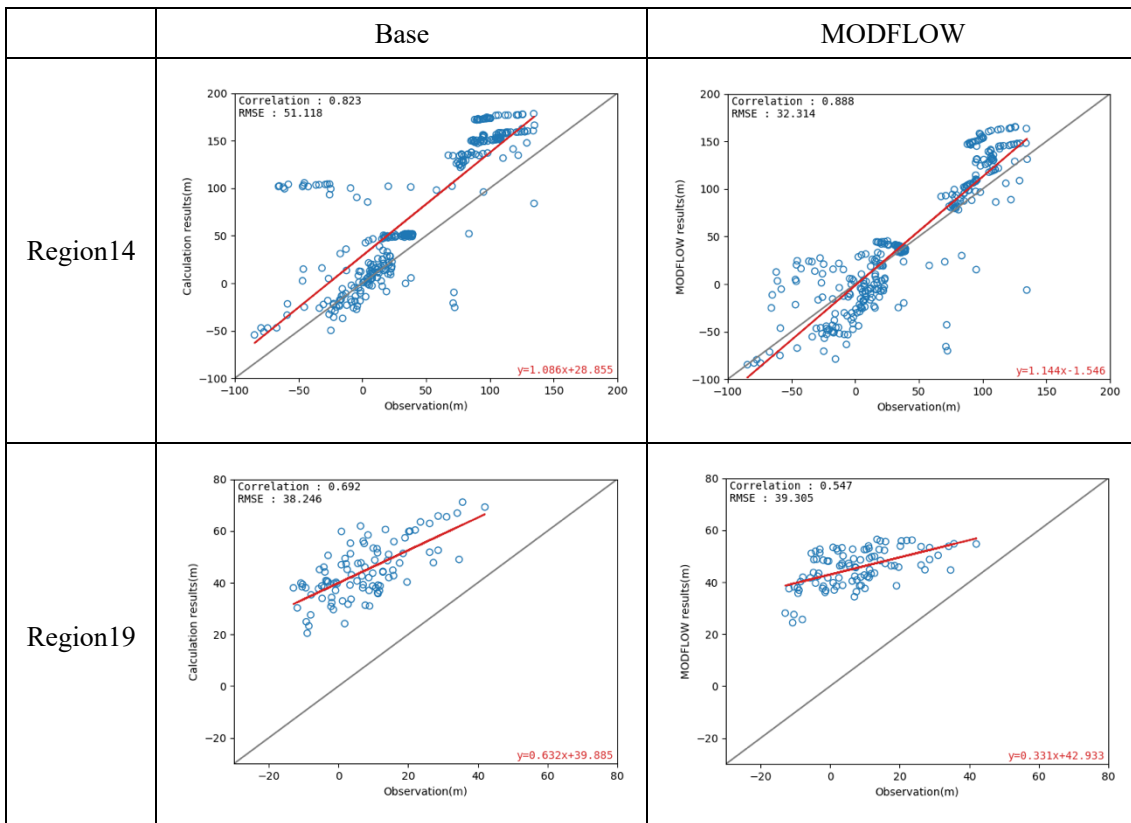 Base
MODFLOW
Region14
Correlation : 0.823
RMSE : 51.118
200
150
100
50
0
−50
−100
Calculation results(m)
−100
−50
0
50
100
150
200
Observation(m)
y=1.086x+28.855
Correlation : 0.888
RMSE : 32.314
200
150
100
50
0
−50
−100
MODFLOW results(m)
−100
−50
0
50
100
150
200
Observation(m)
y=1.144x-1.546
Region19
Correlation : 0.692
RMSE : 38.246
80
60
40
20
0
−20
Calculation results(m)
−20
0
20
40
60
80
Observation(m)
y=0.632x+39.885
Correlation : 0.547
RMSE : 39.305
80
60
40
20
0
−20
MODFLOW results(m)
−20
0
20
40
60
80
Observation(m)
y=0.331x+42.933